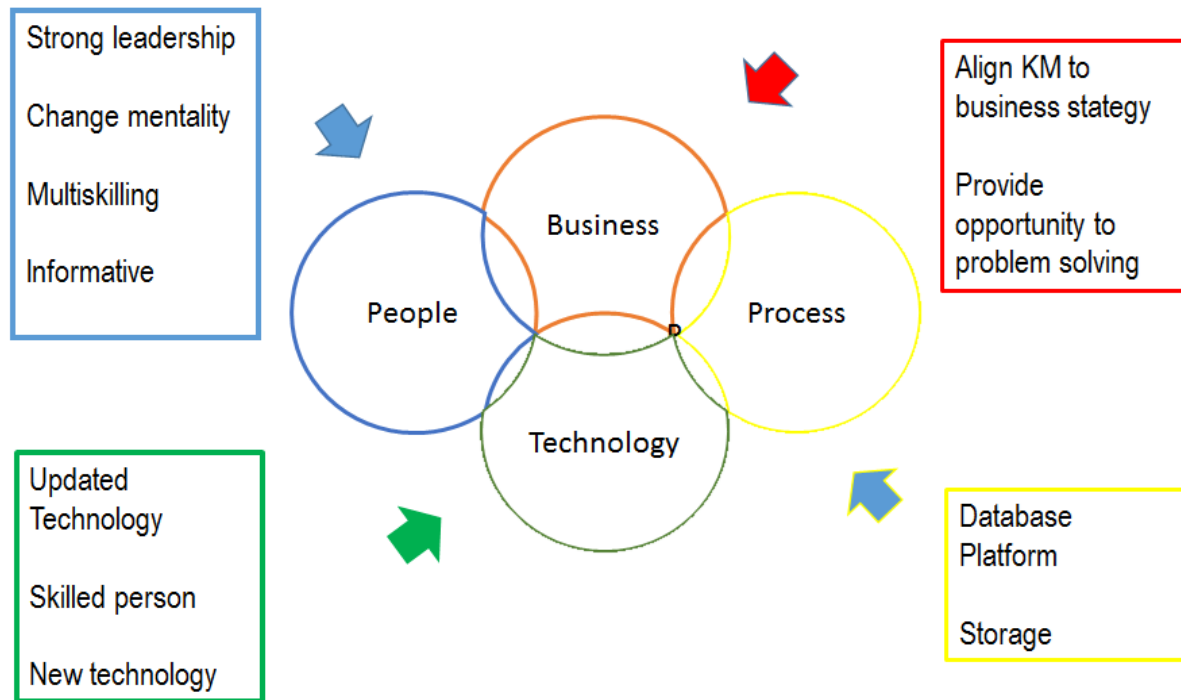 Strong leadership
Change mentality
Multiskilling
Informative
Align KM to
business stategy
Provide
opportunity to
problem solving
Business
People
Process
P
Technology
Updated
Technology
Skilled person
New technology
Database
Platform
Storage